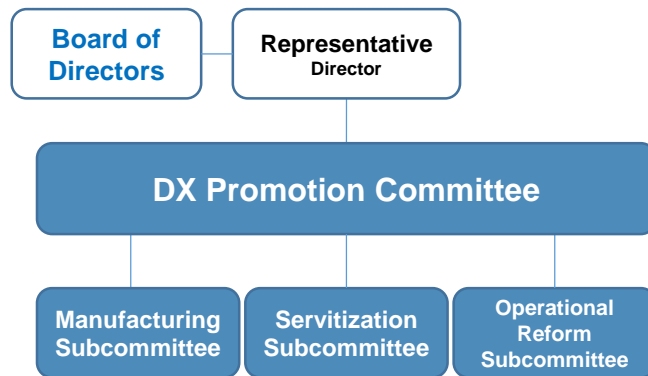 Board of
Directors
Representative
Director
DX Promotion Committee
Manufacturing
Subcommittee
Servitization
Subcommittee
Operational
Reform
Subcommittee